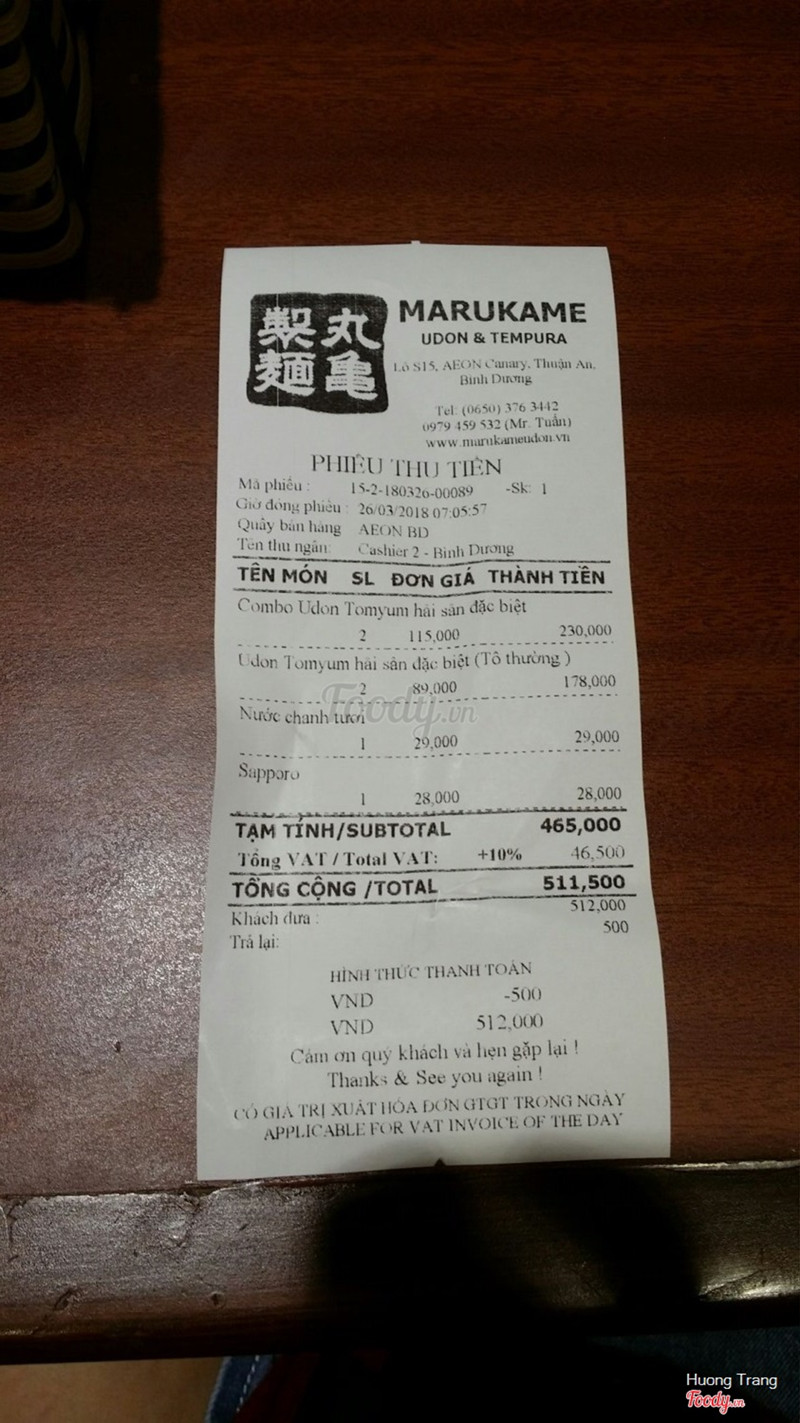 製丸
麺亀
MARUKAME
UDON & TEMPURA
Lô S15, AEON Canary, Thuận An,
Bình Dương
Tel: (0650) 376 3442
0979 459 532 (Mr. Tuấn)
www.marukameudon.vn
PHIẾU THU TIỀN
Mã phiếu : 15-2-180326-00089 -Sk: 1
Giờ đóng phiếu : 26/03/2018 07:05:57
Quầy bán hàng AEON BD
Tên thu ngân: Cashier 2 - Bình Dương
TÊN MÓN SL ĐƠN GIÁ THÀNH TIỀN
Combo Udon Tomyum hải sản đặc biệt
2 115,000 230,000
Udon Tomyum hải sản đặc biệt (Tô thường )
2 89,000 178,000
Nước chanh tươi
1 29,000 29,000
Sapporo
1 28,000 28,000
TẠM TÍNH/SUBTOTAL 465,000
Tổng VAT / Total VAT: +10% 46,500
TỔNG CỘNG /TOTAL 511,500
Khách đưa : 512,000
Trả lại: 500
HÌNH THỨC THANH TOÁN
VND -500
VND 512,000
Cảm ơn quý khách và hẹn gặp lại !
Thanks & See you again !
CÓ GIÁ TRỊ XUẤT HÓA ĐƠN GTGT TRONG NGÀY
APPLICABLE FOR VAT INVOICE OF THE DAY
Foody.vn
Huong Trang
Foody.vn